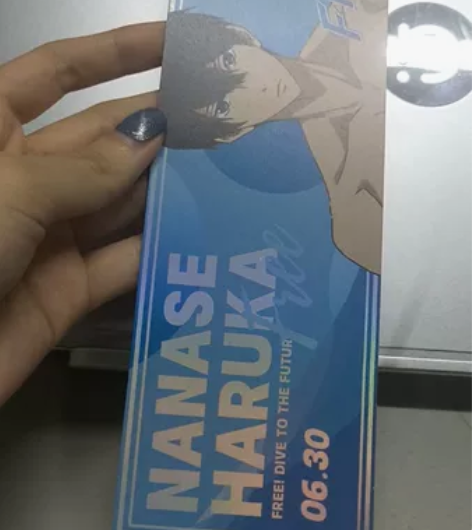 NANASE
HARUKA
FREE! DIVE TO THE FUTUR
06.30